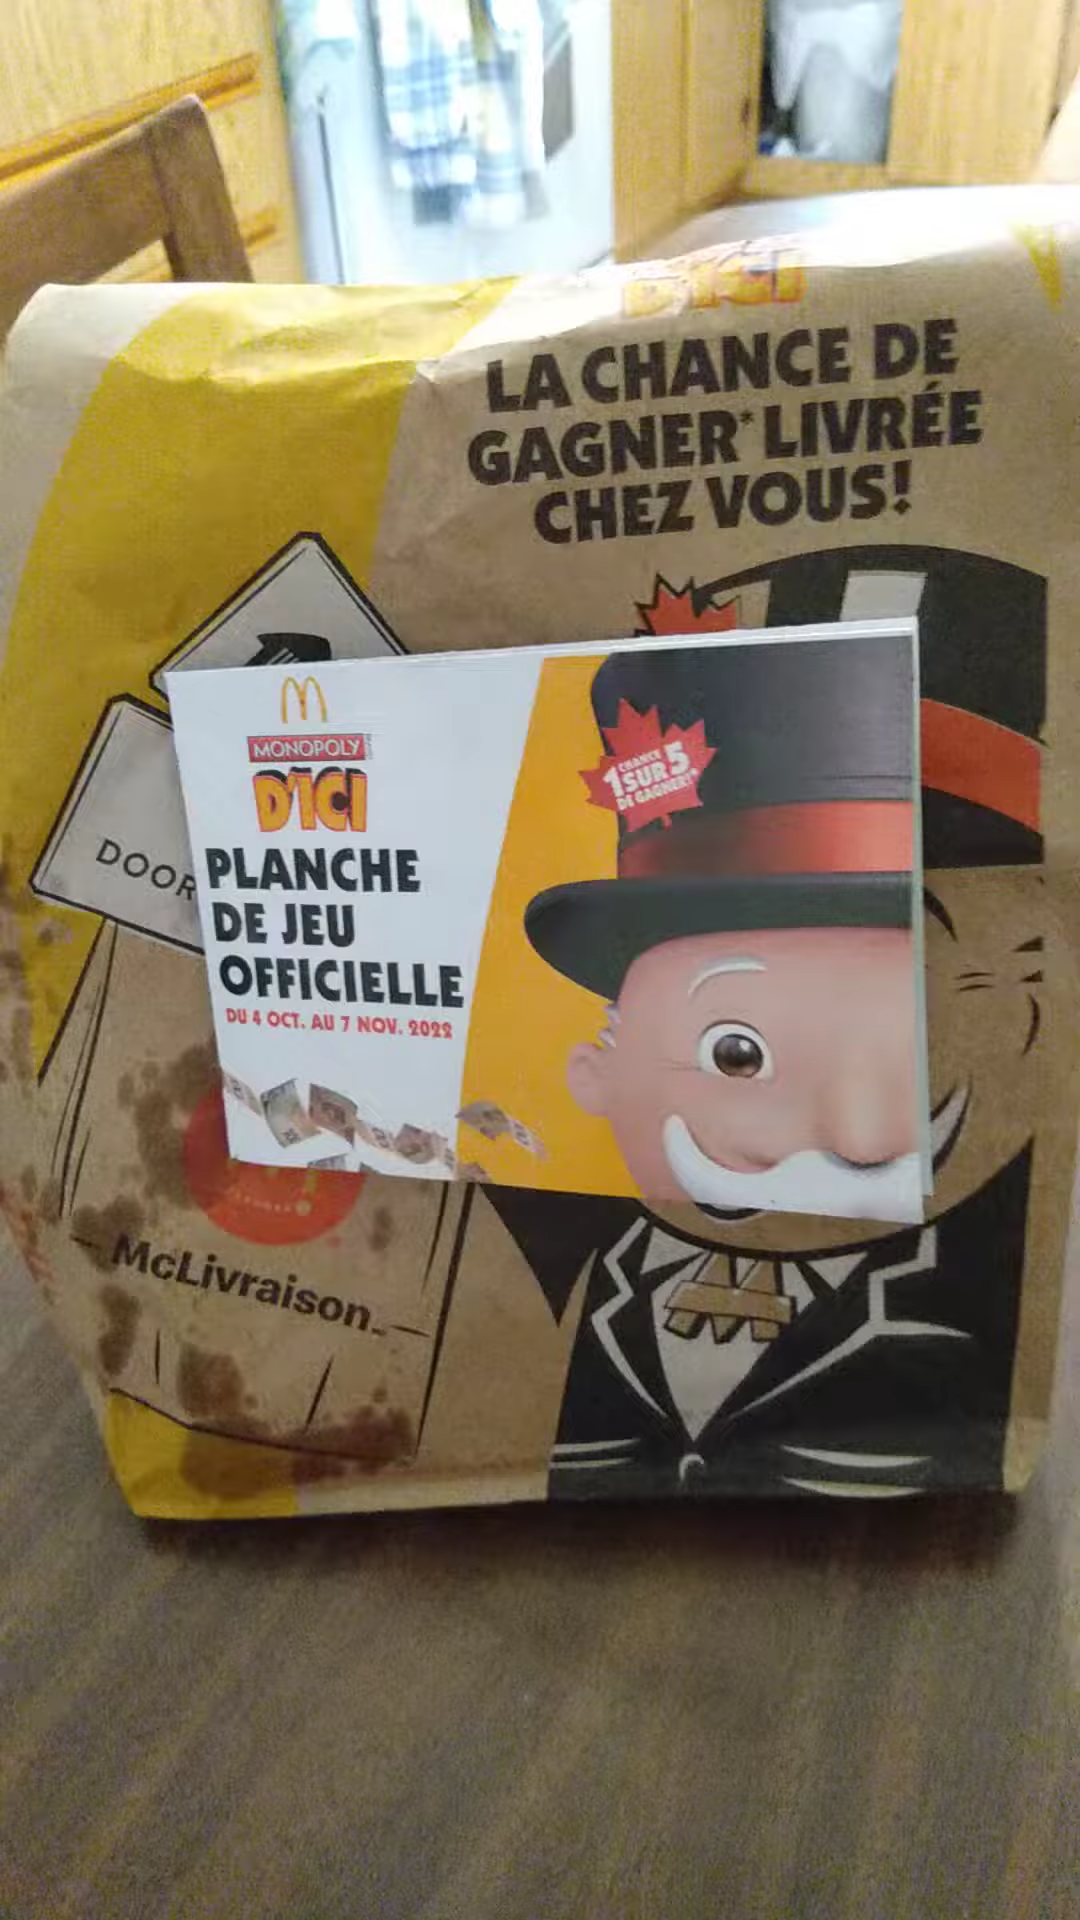 D'ICI
LA CHANCE DE
GAGNER* LIVRÉE
CHEZ VOUS!
MONOPOLY
D'ICI
CHANCE
1 SUR 5
DE GAGNER!*
PLANCHE
DE JEU
OFFICIELLE
DU 4 OCT. AU 7 NOV. 2022
DOOR
McLivraison